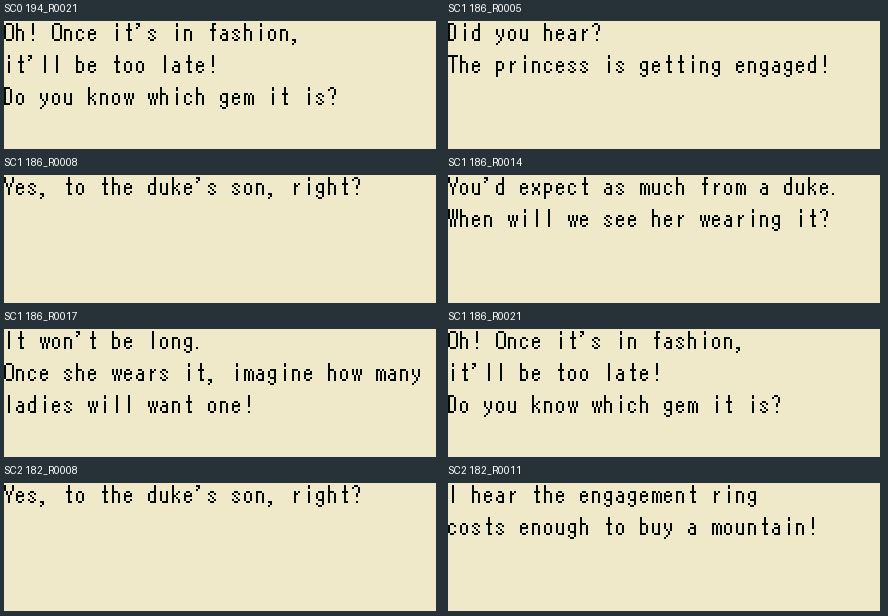 SC0194_R0021
Oh! Once it's in fashion,
it'll be too late!
Do you know which gem it is?
SC1186_R0005
Did you hear?
The princess is getting engaged!
SC1186_R0008
Yes, to the duke's son, right?
SC1186_R0014
You'd expect as much from a duke.
When will we see her wearing it?
SC1186_R0017
It won't be long.
Once she wears it, imagine how many
ladies will want one!
SC1186_R0021
Oh! Once it's in fashion,
it'll be too late!
Do you know which gem it is?
SC2182_R0008
Yes, to the duke's son, right?
SC2182_R0011
I hear the engagement ring
costs enough to buy a mountain!